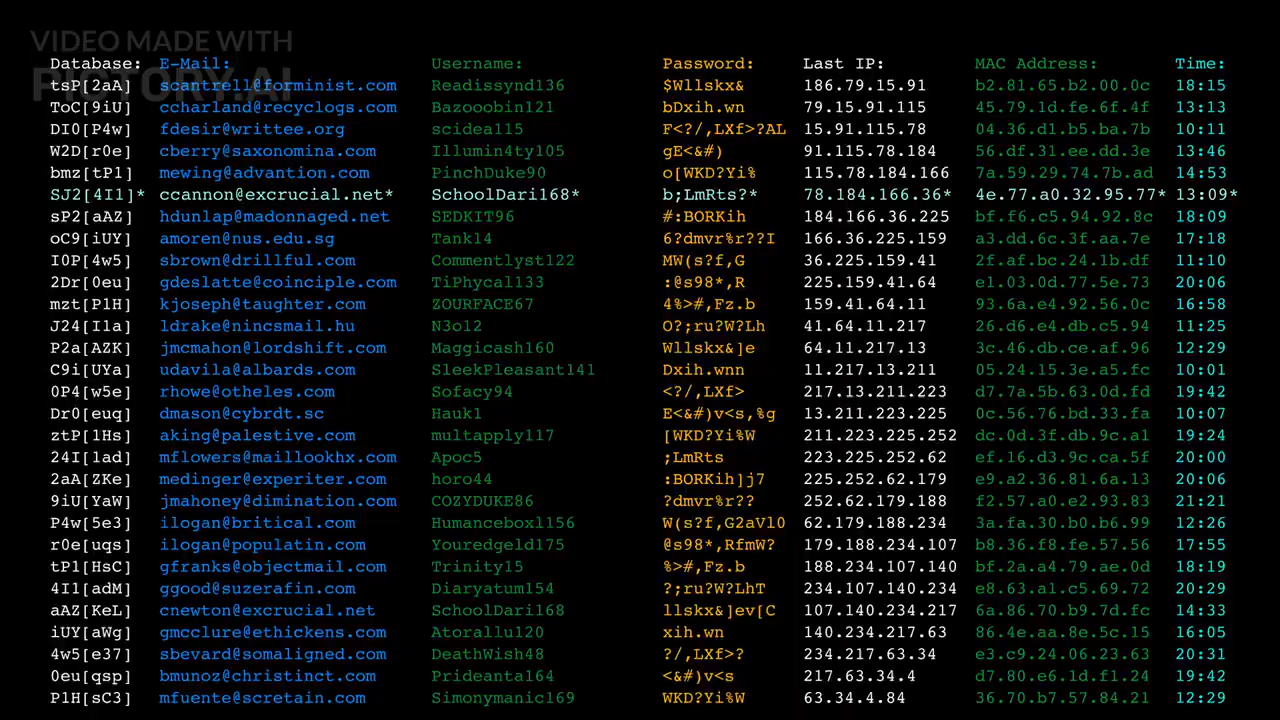 VIDEO MADE WITH
PICTORY.AI
Database: E-Mail: Username: Password: Last IP: MAC Address: Time:
tsP[2aA] scantrell@forminist.com Readissynd136 $Wllskx& 186.79.15.91 b2.81.65.b2.00.0c 18:15
ToC[9iU] ccharland@recyclogs.com Bazooobin121 bDxih.wn 79.15.91.115 45.79.1d.fe.6f.4f 13:13
DI0[P4w] fdesir@writtee.org scidea115 F<?/,LXf>?AL 15.91.115.78 04.36.d1.b5.ba.7b 10:11
W2D[r0e] cberry@saxonomina.com Illumin4ty105 gE<&#) 91.115.78.184 56.df.31.ee.dd.3e 13:46
bmz[tP1] mewing@advantion.com PinchDuke90 o[WKD?Yi% 115.78.184.166 7a.59.29.74.7b.ad 14:53
SJ2[4I1]* ccannon@excrucial.net* SchoolDari168* b;LmRts?* 78.184.166.36* 4e.77.a0.32.95.77* 13:09*
sP2[aAZ] hdunlap@madonnaged.net SEDKIT96 #:BORKih 184.166.36.225 bf.f6.c5.94.92.8c 18:09
oC9[iUY] amoren@nus.edu.sg Tank14 6?dmvr%r??I 166.36.225.159 a3.dd.6c.3f.aa.7e 17:18
I0P[4w5] sbrown@drillful.com Commentlyst122 MW(s?f,G 36.225.159.41 2f.af.bc.24.1b.df 11:10
2Dr[0eu] gdeslatte@coinciple.com TiPhycal133 :@s98*,R 225.159.41.64 e1.03.0d.77.5e.73 20:06
mzt[P1H] kjoseph@taughter.com ZOURFACE67 4%>#,Fz.b 159.41.64.11 93.6a.e4.92.56.0c 16:58
J24[I1a] ldrake@nincsmail.hu N3o12 O?;ru?W?Lh 41.64.11.217 26.d6.e4.db.c5.94 11:25
P2a[AZK] jmcmahon@lordshift.com Maggicash160 Wllskx&]e 64.11.217.13 3c.46.db.ce.af.96 12:29
C9i[UYa] udavila@albards.com SleekPleasant141 Dxih.wnn 11.217.13.211 05.24.15.3e.a5.fc 10:01
0P4[w5e] rhowe@otheles.com Sofacy94 <?/,LXf> 217.13.211.223 d7.7a.5b.63.0d.fd 19:42
Dr0[euq] dmason@cybrdt.sc Hauk1 E<&#)v<s,%g 13.211.223.225 0c.56.76.bd.33.fa 10:07
ztP[1Hs] aking@palestive.com multapply117 [WKD?Yi%W 211.223.225.252 dc.0d.3f.db.9c.a1 19:24
24I[1ad] mflowers@maillookhx.com Apoc5 ;LmRts 223.225.252.62 ef.16.d3.9c.ca.5f 20:00
2aA[ZKe] medinger@experiter.com horo44 :BORKih]j7 225.252.62.179 e9.a2.36.81.6a.13 20:06
9iU[YaW] jmahoney@dimination.com COZYDUKE86 ?dmvr%r?? 252.62.179.188 f2.57.a0.e2.93.83 21:21
P4w[5e3] ilogan@britical.com Humanceboxl156 W(s?f,G2aVl0 62.179.188.234 3a.fa.30.b0.b6.99 12:26
r0e[uqs] ilogan@populatin.com Youredgeld175 @s98*,RfmW? 179.188.234.107 b8.36.f8.fe.57.56 17:55
tP1[HsC] gfranks@objectmail.com Trinity15 %>#,Fz.b 188.234.107.140 bf.2a.a4.79.ae.0d 18:19
4I1[adM] ggood@suzerafin.com Diaryatum154 ?;ru?W?LhT 234.107.140.234 e8.63.a1.c5.69.72 20:29
aAZ[KeL] cnewton@excrucial.net SchoolDari168 llskx&]ev[C 107.140.234.217 6a.86.70.b9.7d.fc 14:33
iUY[aWg] gmcclure@ethickens.com Atorallu120 xih.wn 140.234.217.63 86.4e.aa.8e.5c.15 16:05
4w5[e37] sbevard@somaligned.com DeathWish48 ?/,LXf>? 234.217.63.34 e3.c9.24.06.23.63 20:31
0eu[qsp] bmunoz@christinct.com Prideanta164 <&#)v<s 217.63.34.4 d7.80.e6.1d.f1.24 19:42
P1H[sC3] mfuente@scretain.com Simonymanic169 WKD?Yi%W 63.34.4.84 36.70.b7.57.84.21 12:29